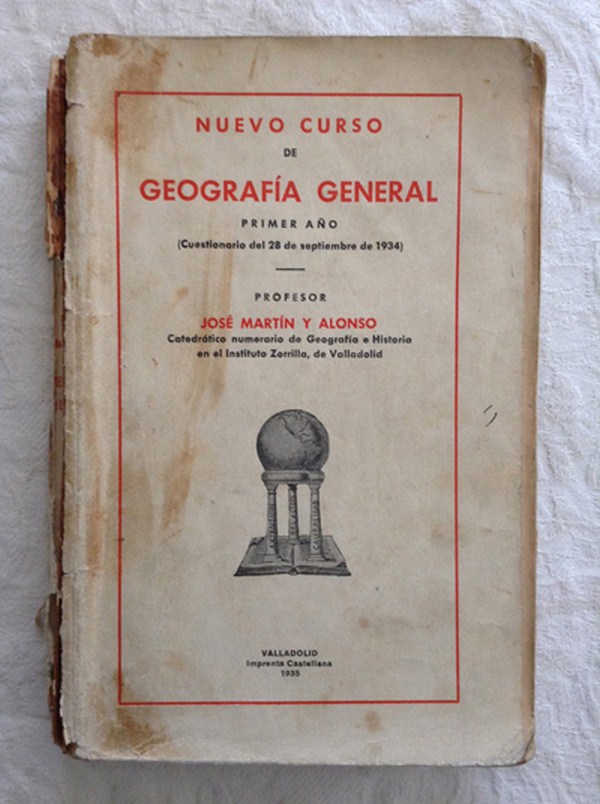 NUEVO CURSO
DE
GEOGRAFÍA GENERAL
PRIMER AÑO
(Cuestionario del 28 de septiembre de 1934)
PROFESOR
JOSÉ MARTÍN Y ALONSO
Catedrático numerario de Geografía e Historia
en el Instituto Zorrilla, de Valladolid
VALLADOLID
Imprenta Castellana
1935